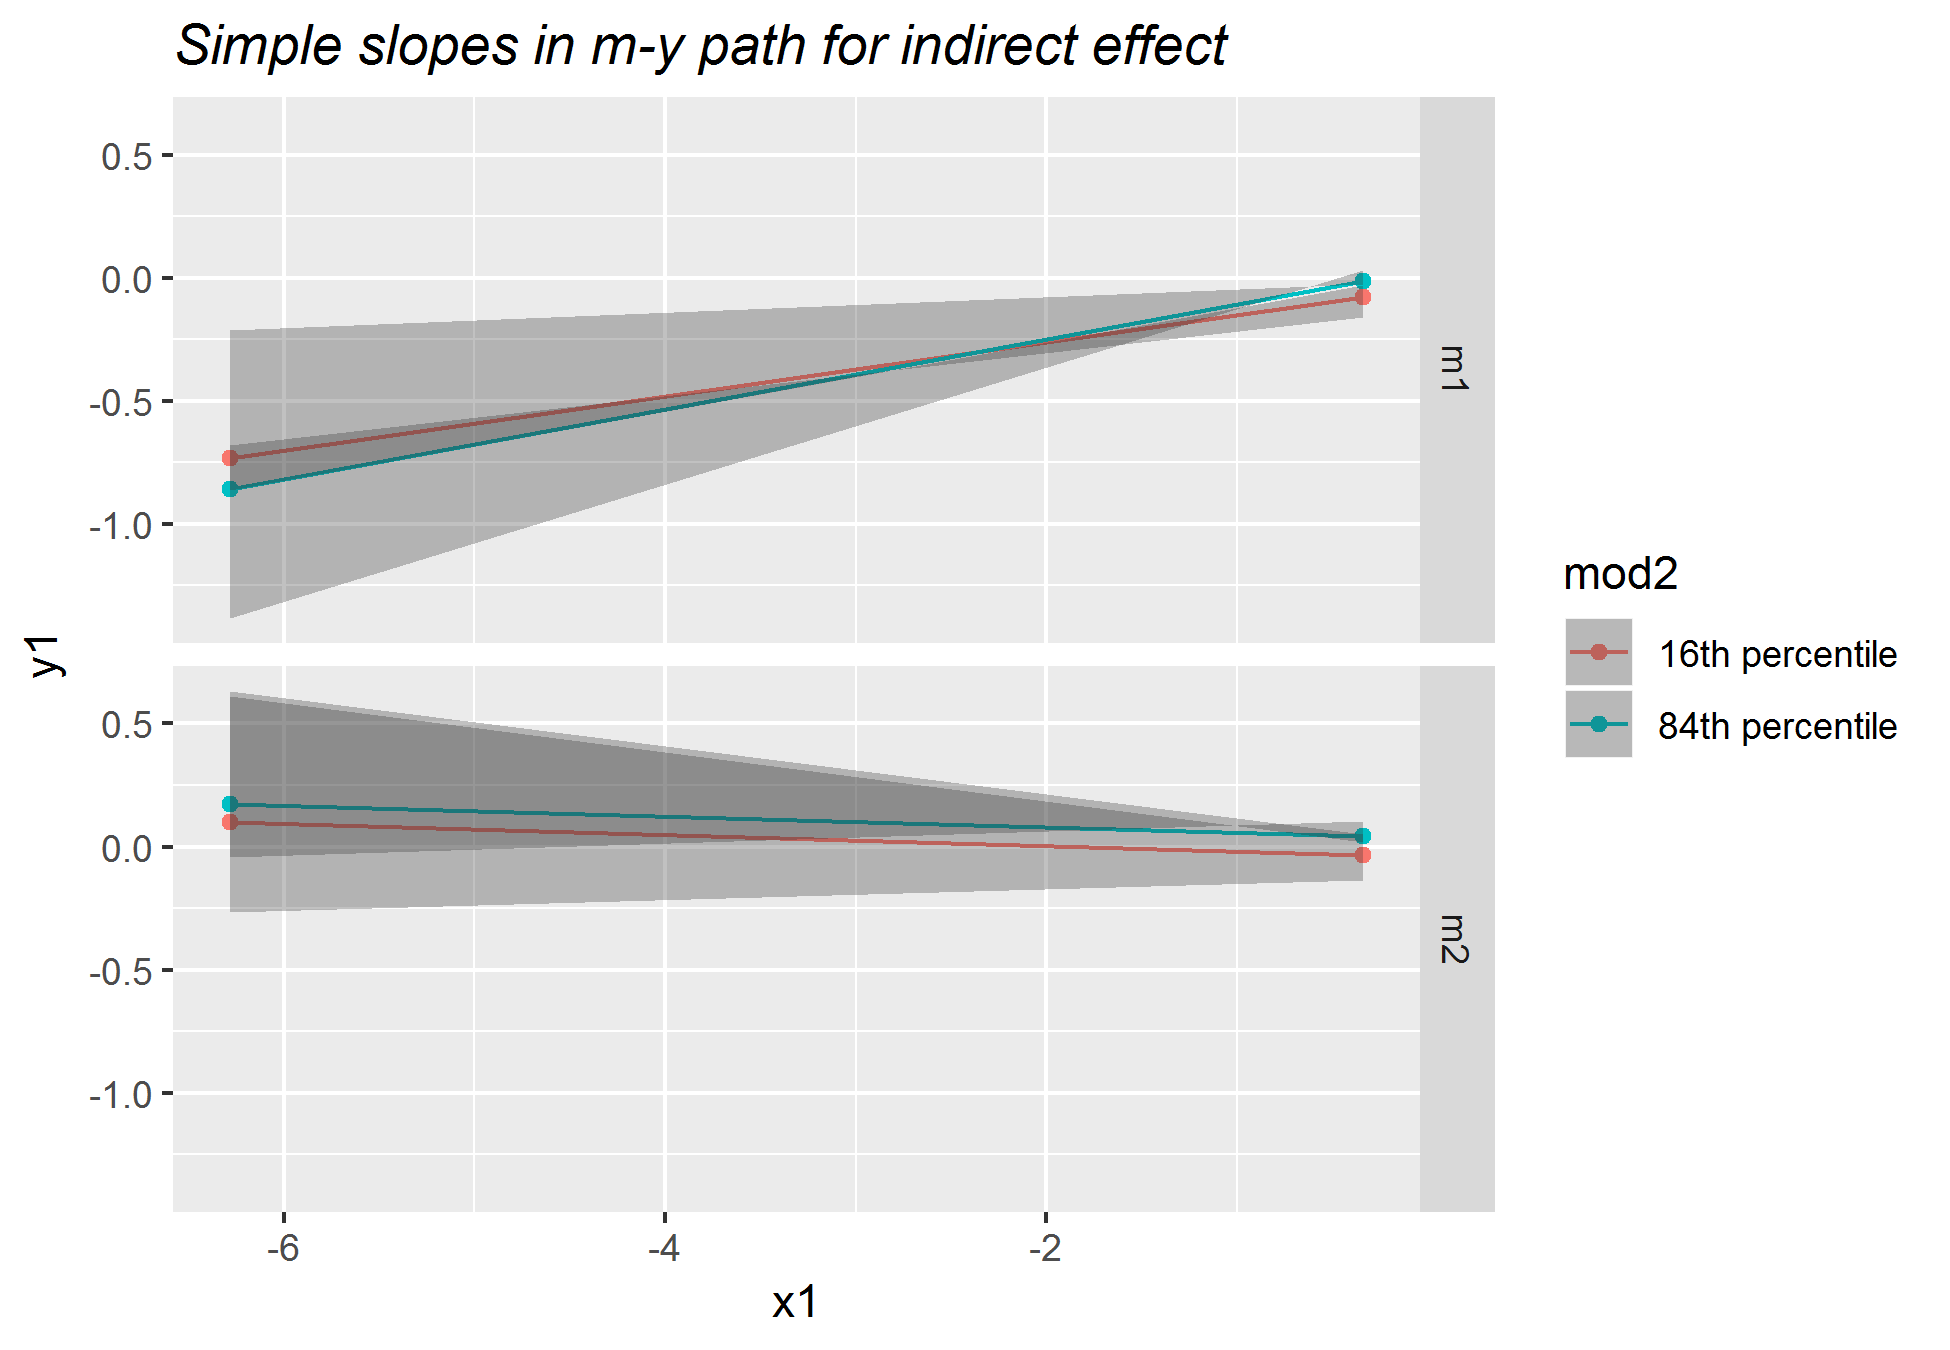 Simple slopes in m-y path for indirect effect
0.5
0.0
-0.5
-1.0
m1
0.5
0.0
-0.5
-1.0
m2
y1
-6
-4
-2
x1
mod2
16th percentile
84th percentile